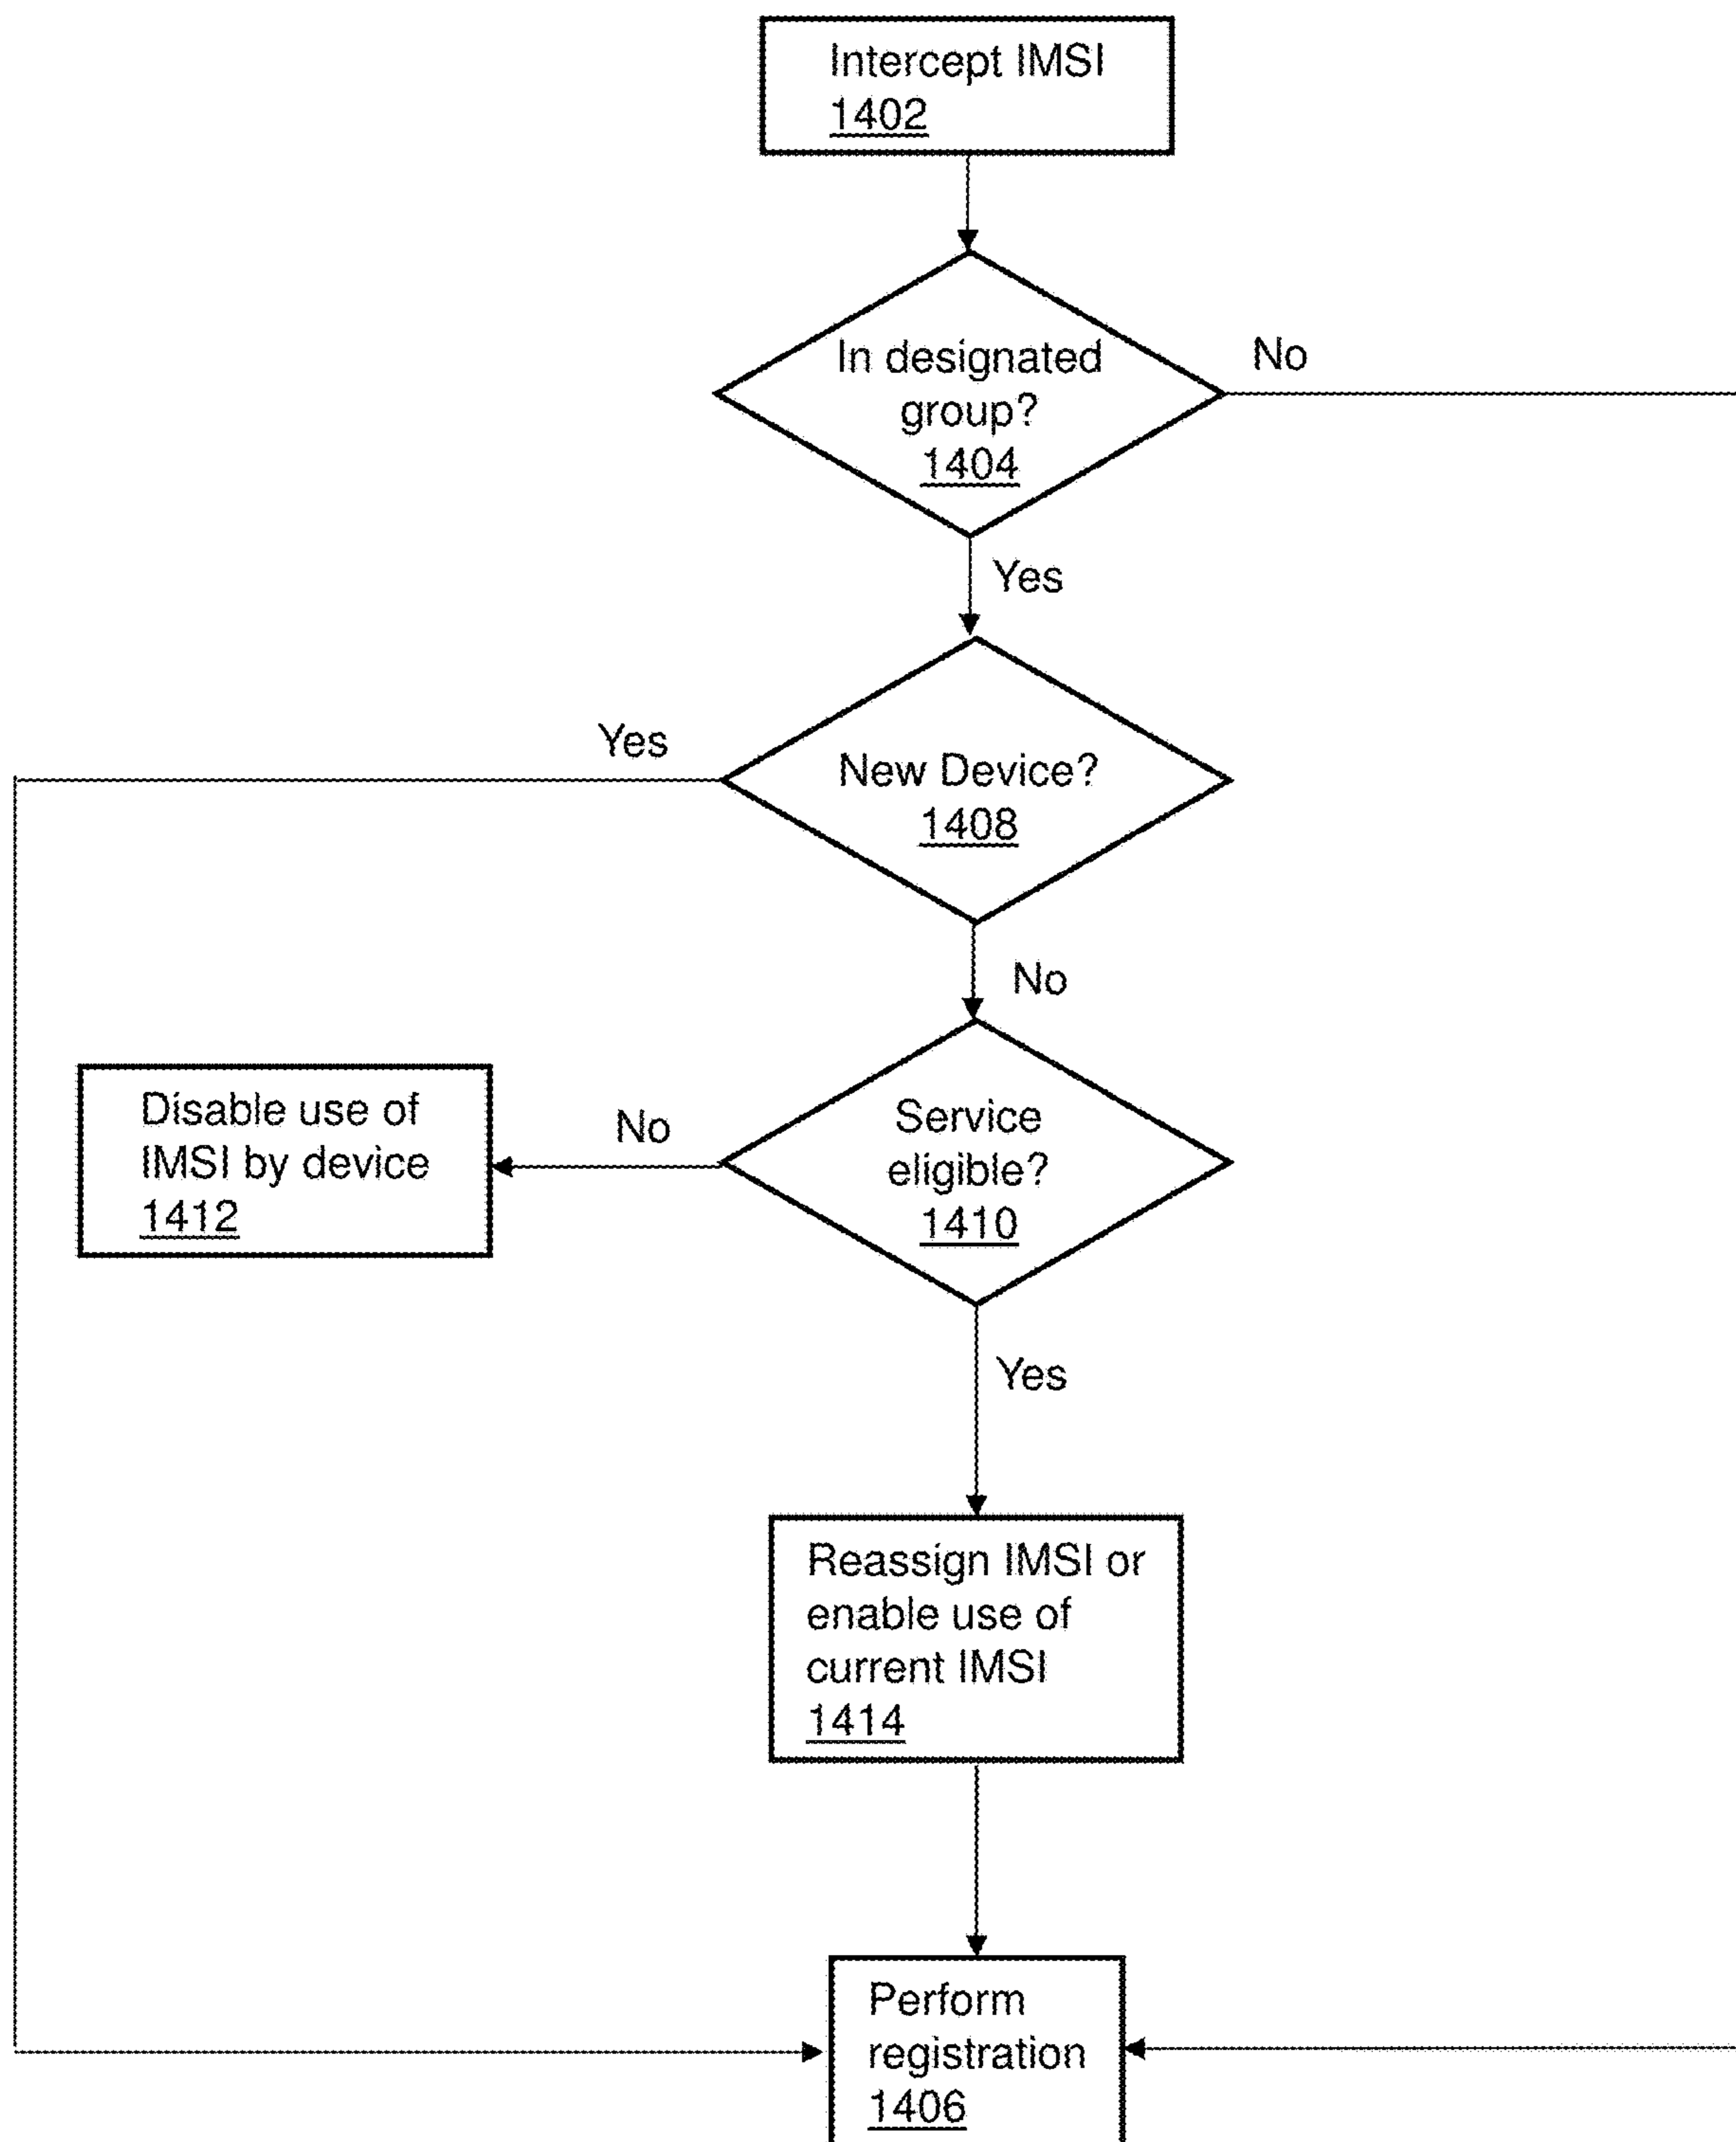 Intercept IMSI
1402
In designated
group?
1404
No
Yes
New Device?
1408
Yes
No
Service
eligible?
1410
No
Disable use of
IMSI by device
1412
Yes
Reassign IMSI or
enable use of
current IMSI
1414
Perform
registration
1406